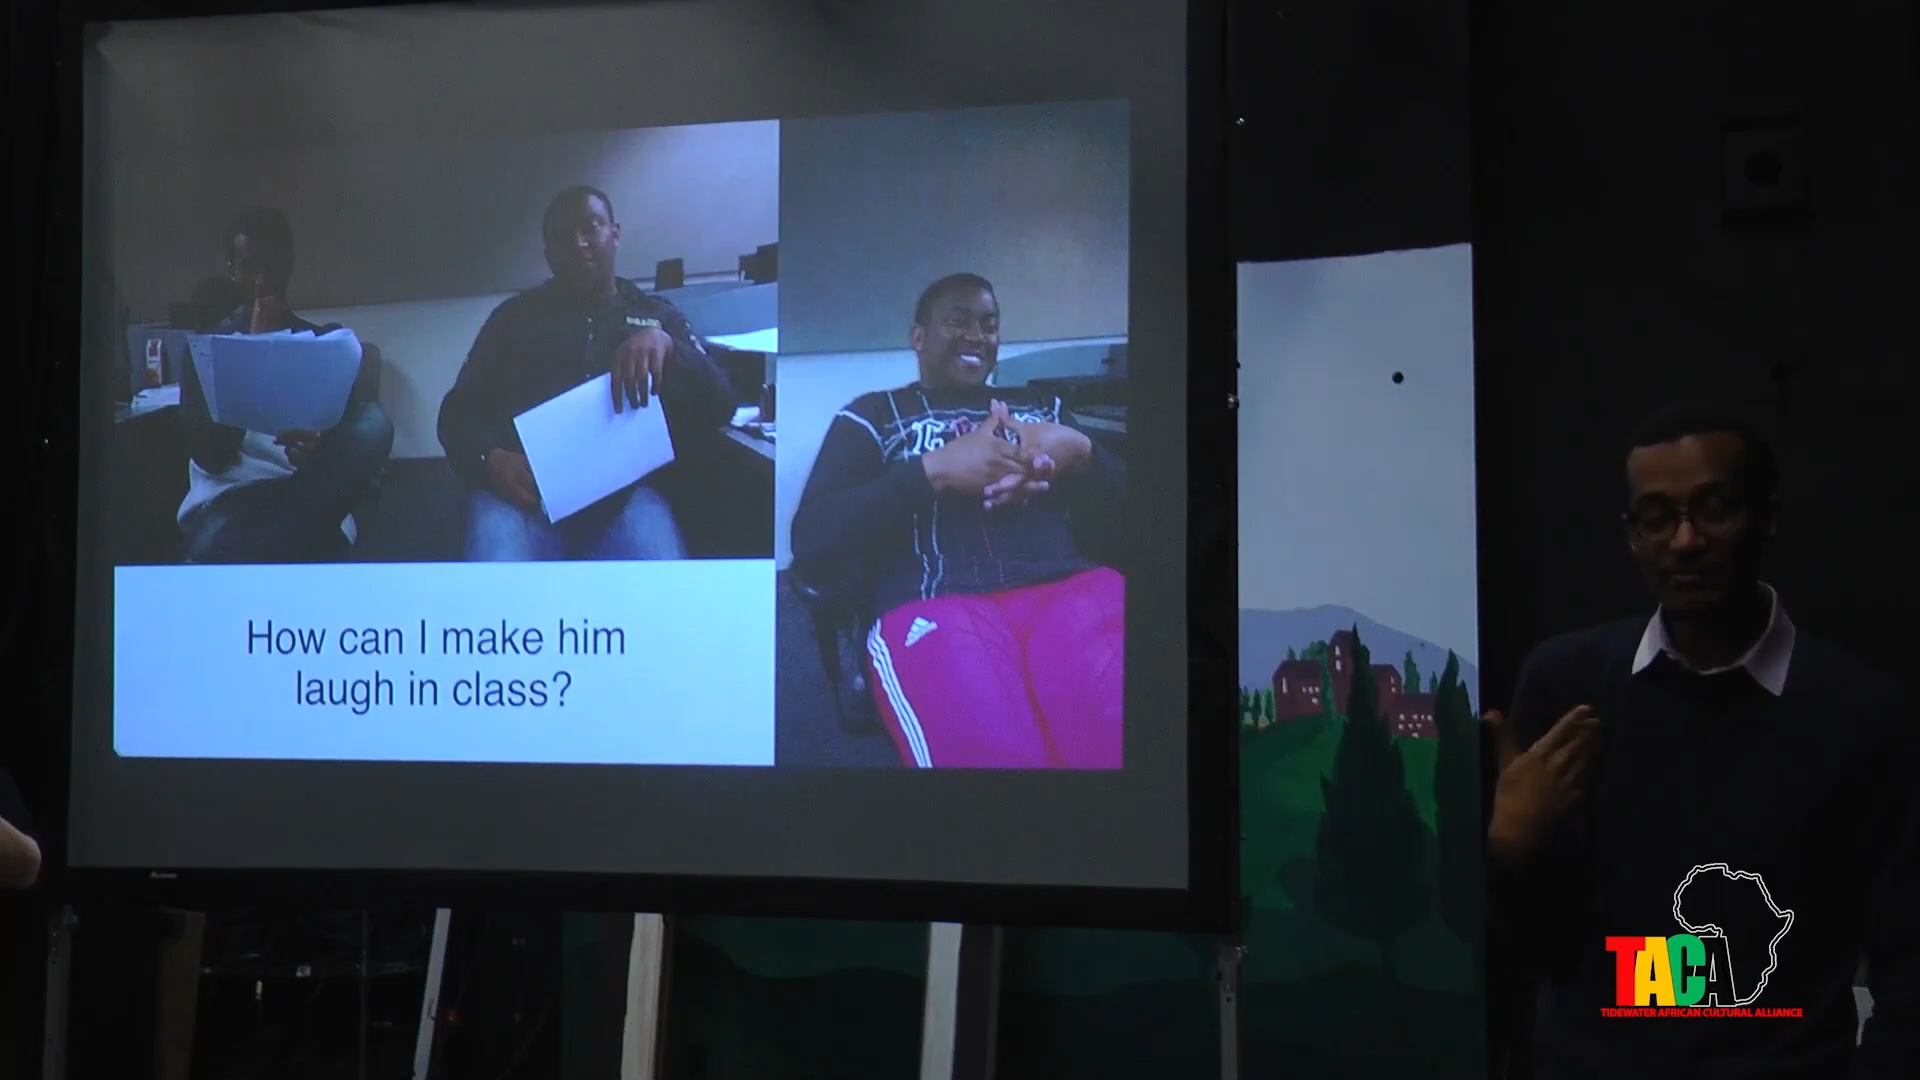 How can I make him
laugh in class?
TACA
TIDEWATER AFRICAN CULTURAL ALLIANCE